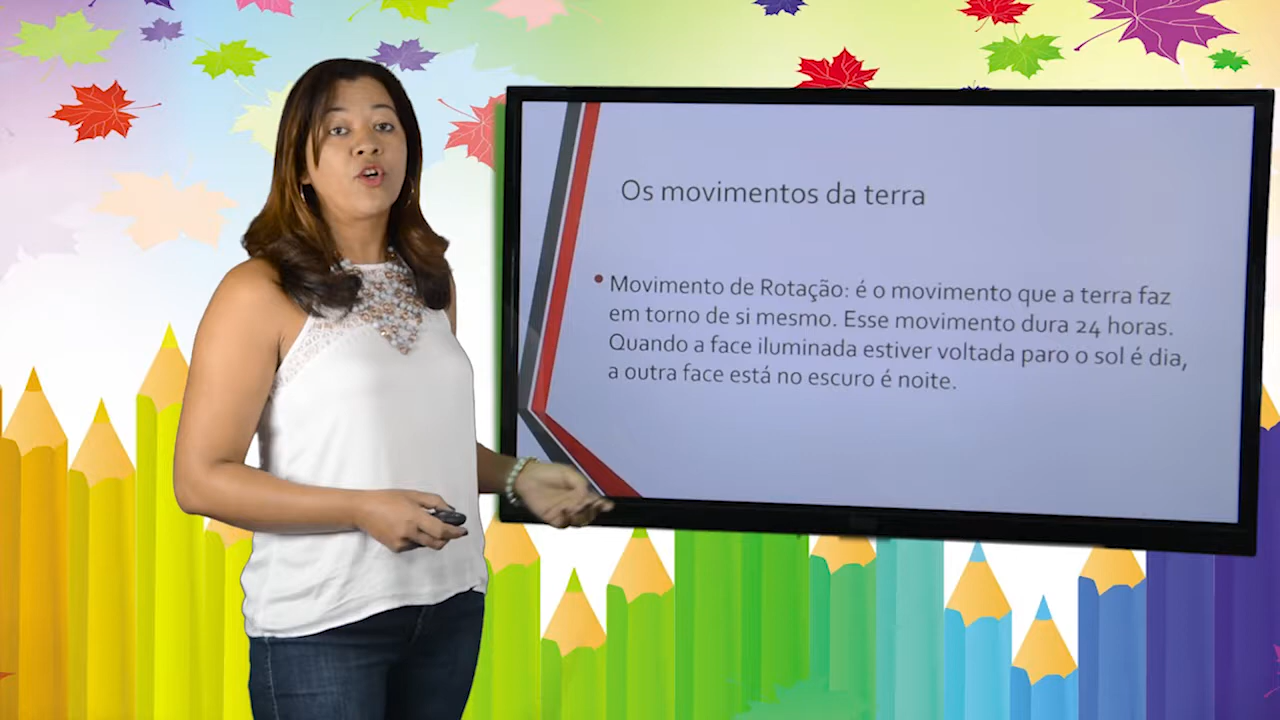 Os movimentos da terra
• Movimento de Rotação: é o movimento que a terra faz
em torno de si mesmo. Esse movimento dura 24 horas.
Quando a face iluminada estiver voltada paro o sol é dia,
a outra face está no escuro é noite.